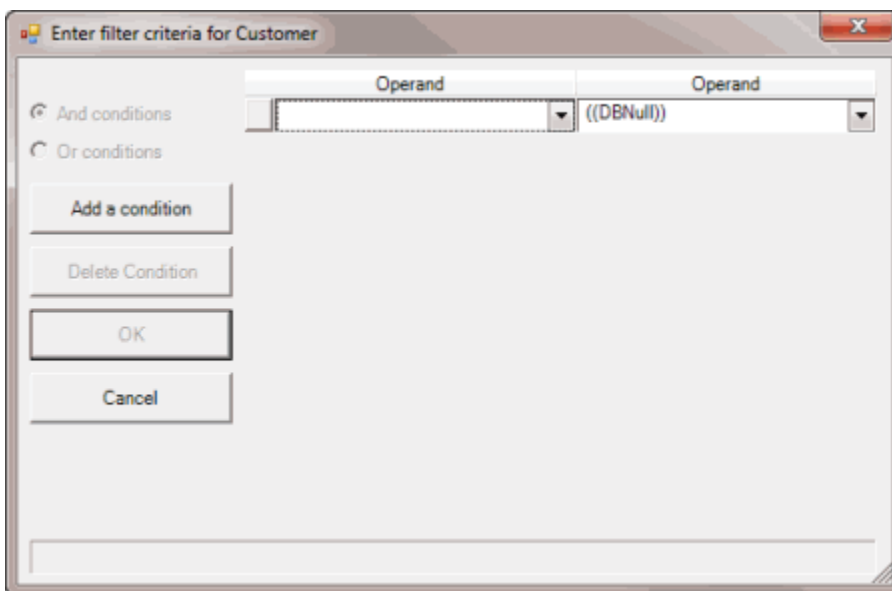 Enter filter criteria for Customer
Operand Operand
And conditions
((DBNull))
Or conditions
Add a condition
Delete Condition
OK
Cancel